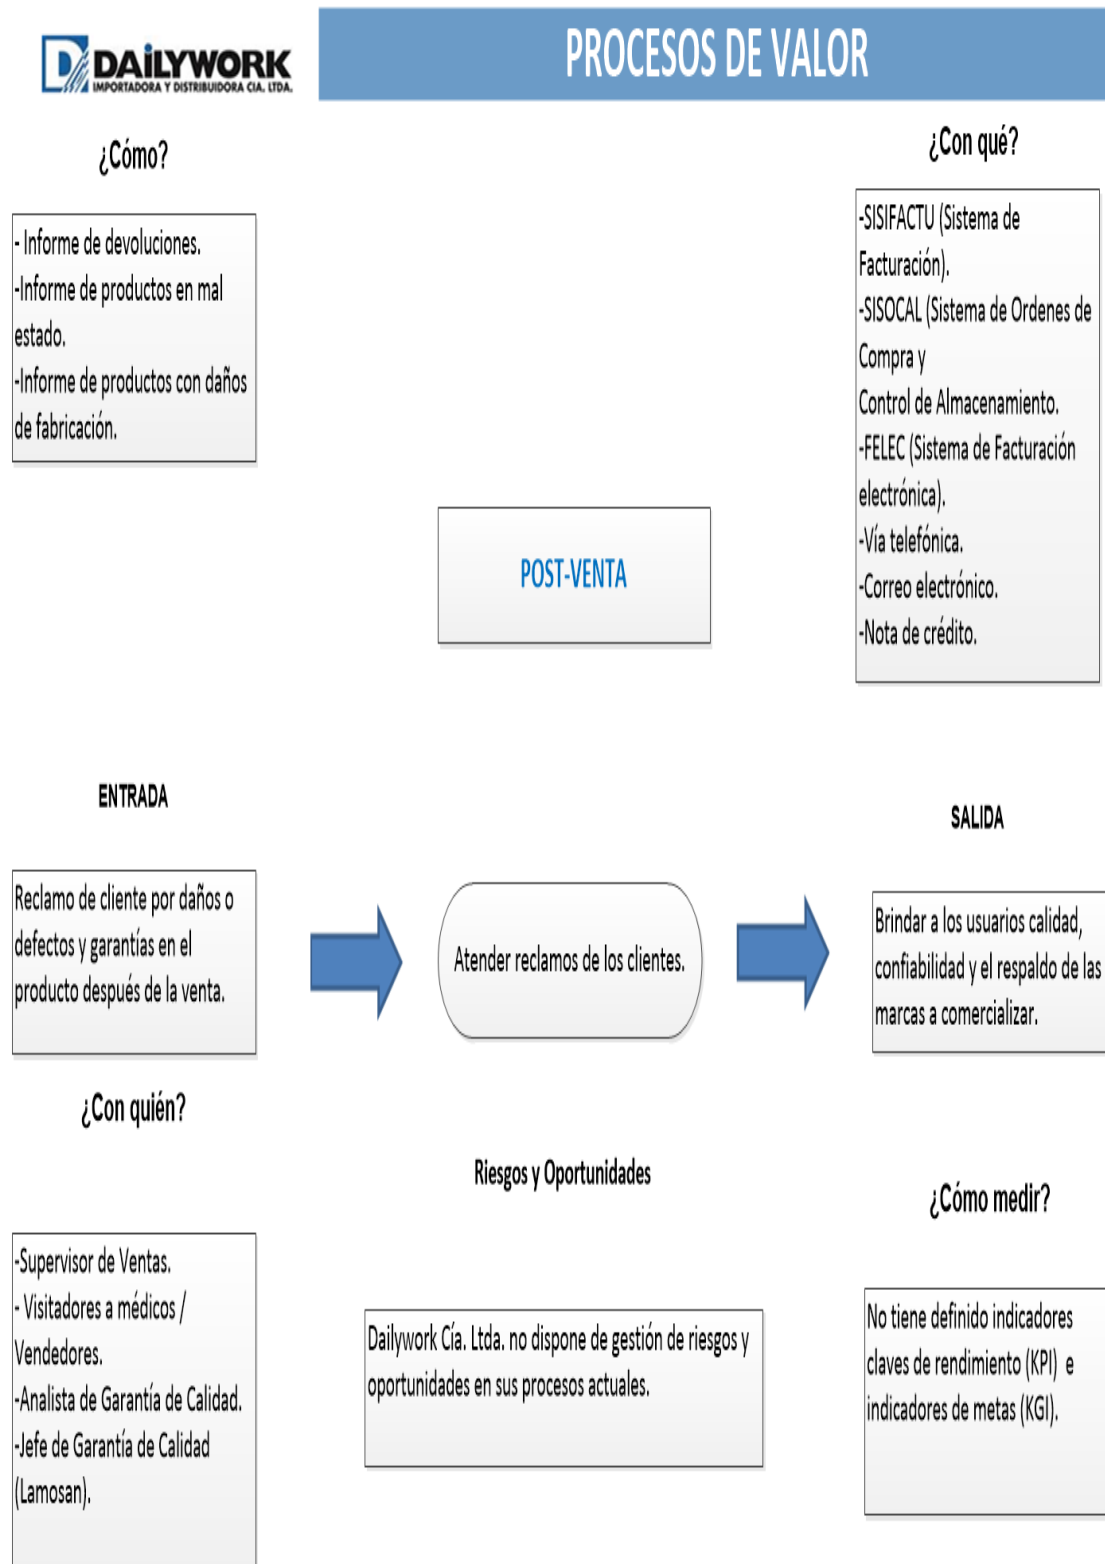 DAiLYWORK
IMPORTADORA Y DISTRIBUIDORA CIA. LTDA.
PROCESOS DE VALOR
¿Cómo?
- Informe de devoluciones.
-Informe de productos en mal
estado.
-Informe de productos con daños
de fabricación.
¿Con qué?
-SISIFACTU (Sistema de
Facturación).
-SISOCAL (Sistema de Ordenes de
Compra y
Control de Almacenamiento.
-FELEC (Sistema de Facturación
electrónica).
-Vía telefónica.
-Correo electrónico.
-Nota de crédito.
POST-VENTA
ENTRADA
Reclamo de cliente por daños o
defectos y garantías en el
producto después de la venta.
Atender reclamos de los clientes.
SALIDA
Brindar a los usuarios calidad,
confiabilidad y el respaldo de las
marcas a comercializar.
¿Con quién?
-Supervisor de Ventas.
- Visitadores a médicos /
Vendedores.
-Analista de Garantía de Calidad.
-Jefe de Garantía de Calidad
(Lamosan).
Riesgos y Oportunidades
Dailywork Cía. Ltda. no dispone de gestión de riesgos y
oportunidades en sus procesos actuales.
¿Cómo medir?
No tiene definido indicadores
claves de rendimiento (KPI)  e
indicadores de metas (KGI).